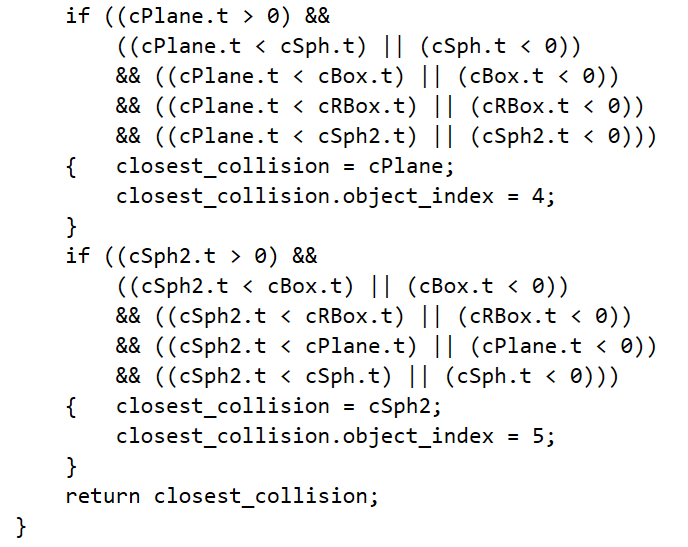 if ((cPlane.t > 0) &&
((cPlane.t < cSph.t) || (cSph.t < 0))
&& ((cPlane.t < cBox.t) || (cBox.t < 0))
&& ((cPlane.t < cRBox.t) || (cRBox.t < 0))
&& ((cPlane.t < cSph2.t) || (cSph2.t < 0)))
{   closest_collision = cPlane;
closest_collision.object_index = 4;
}
if ((cSph2.t > 0) &&
((cSph2.t < cBox.t) || (cBox.t < 0))
&& ((cSph2.t < cRBox.t) || (cRBox.t < 0))
&& ((cSph2.t < cPlane.t) || (cPlane.t < 0))
&& ((cSph2.t < cSph.t) || (cSph.t < 0)))
{   closest_collision = cSph2;
closest_collision.object_index = 5;
}
return closest_collision;
}